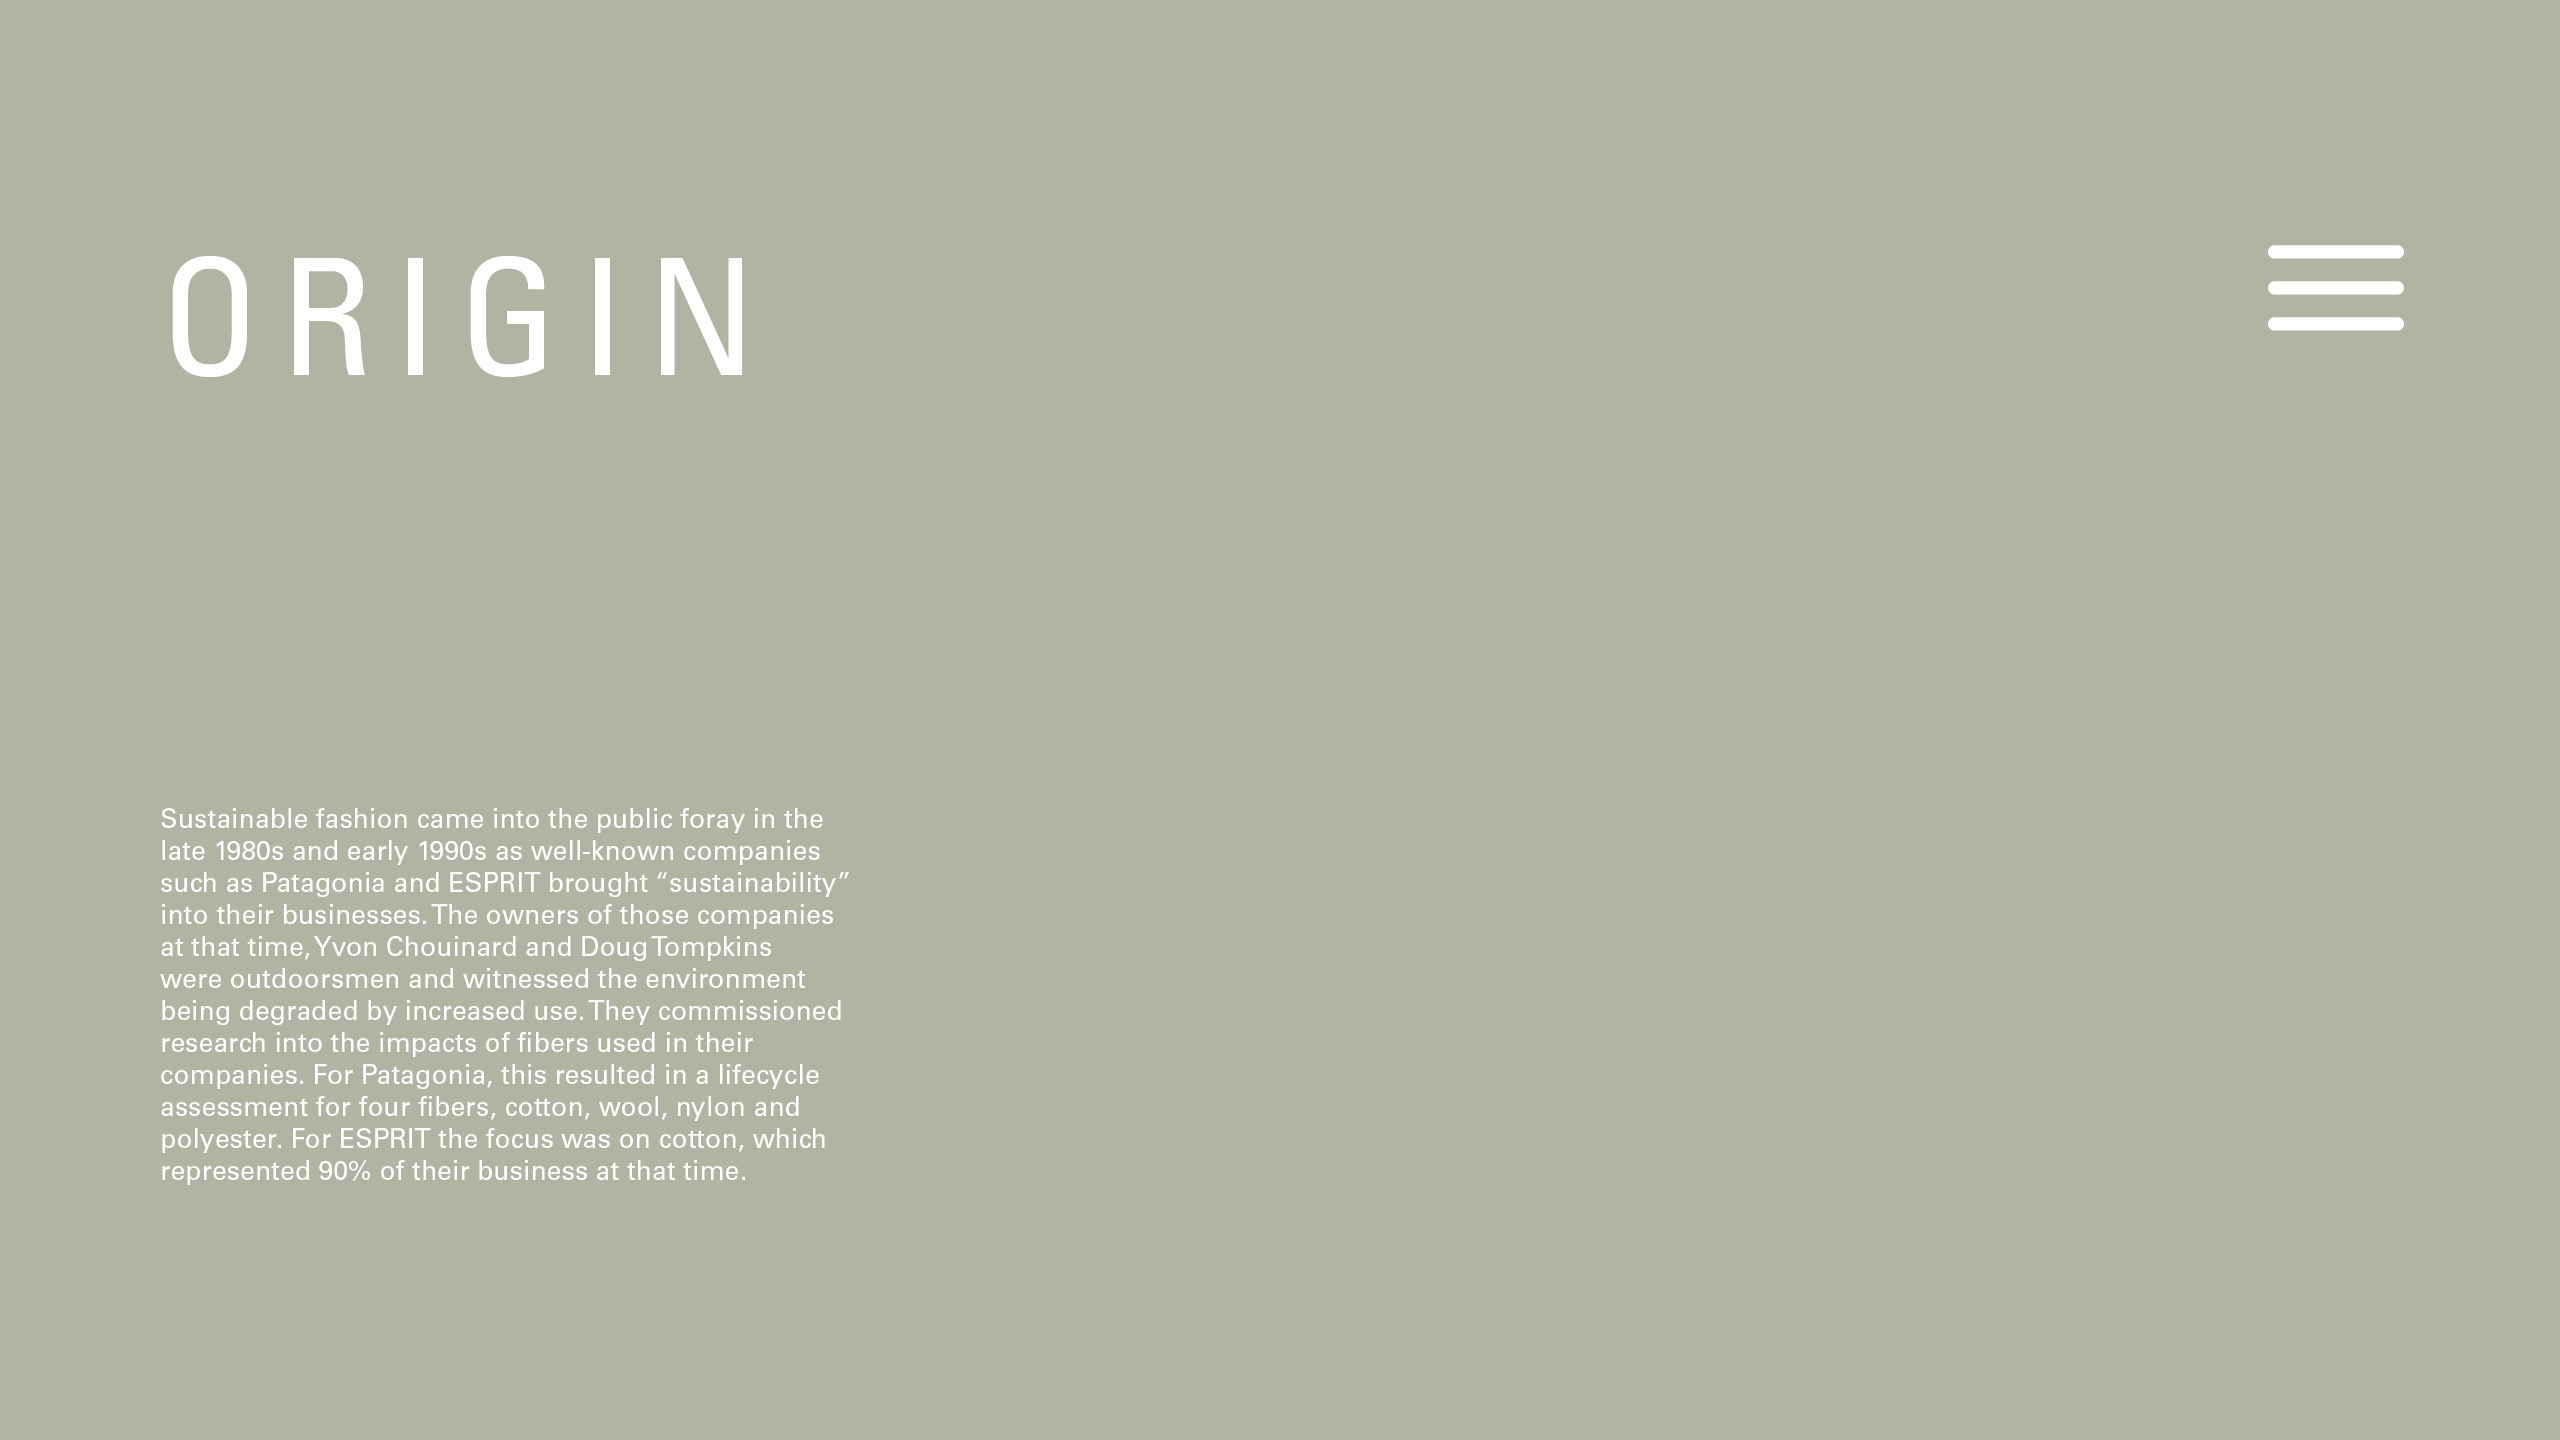 ORIGIN
Sustainable fashion came into the public foray in the
late 1980s and early 1990s as well-known companies
such as Patagonia and ESPRIT brought “sustainability”
into their businesses. The owners of those companies
at that time, Yvon Chouinard and Doug Tompkins
were outdoorsmen and witnessed the environment
being degraded by increased use. They commissioned
research into the impacts of fibers used in their
companies. For Patagonia, this resulted in a lifecycle
assessment for four fibers, cotton, wool, nylon and
polyester. For ESPRIT the focus was on cotton, which
represented 90% of their business at that time.